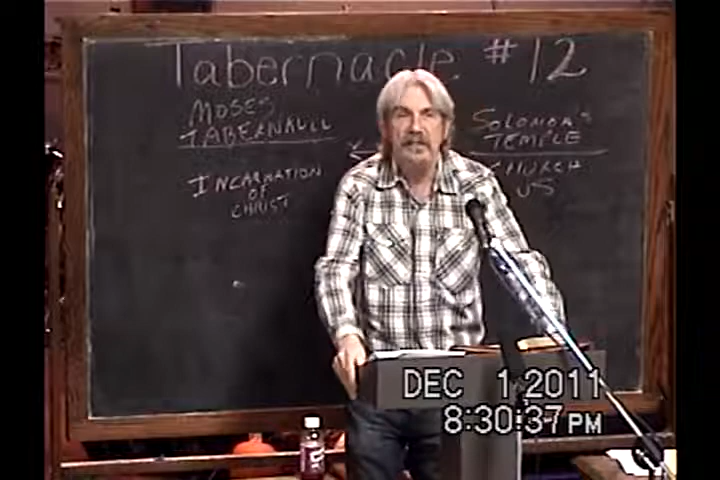 Tabernacle #12
MOSES
TABERNACLE
INCARNATION
OF
CHRIST
SOLOMON'S
TEMPLE
CHURCH
US
DEC 1 2011
8:30:37 PM